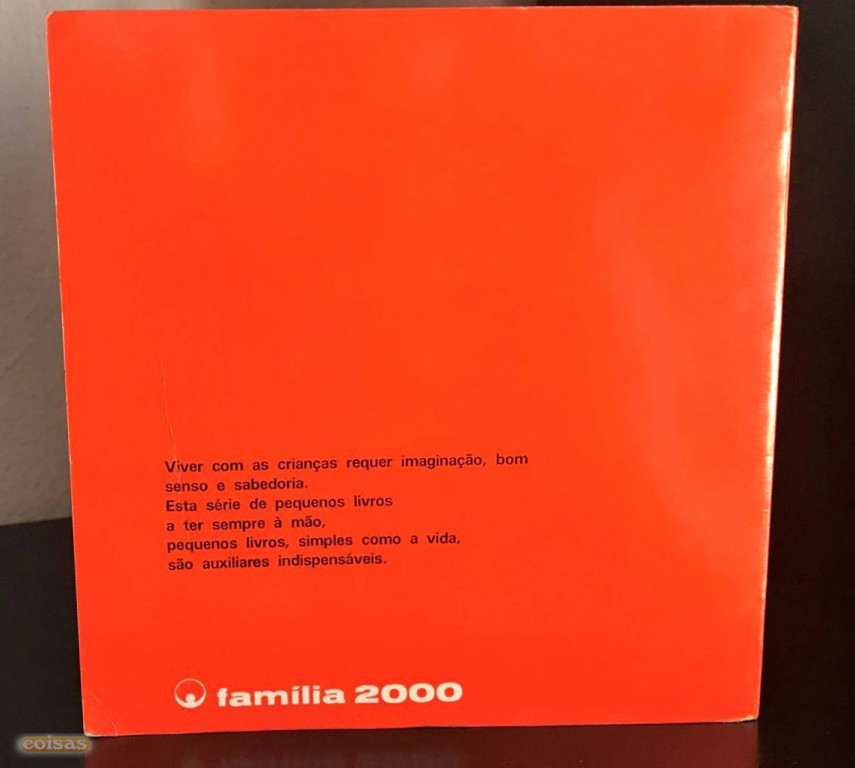 Viver com as crianças requer imaginação, bom
senso e sabedoria.
Esta série de pequenos livros
a ter sempre à mão,
pequenos livros, simples como a vida,
são auxiliares indispensáveis.
família 2000
coisas